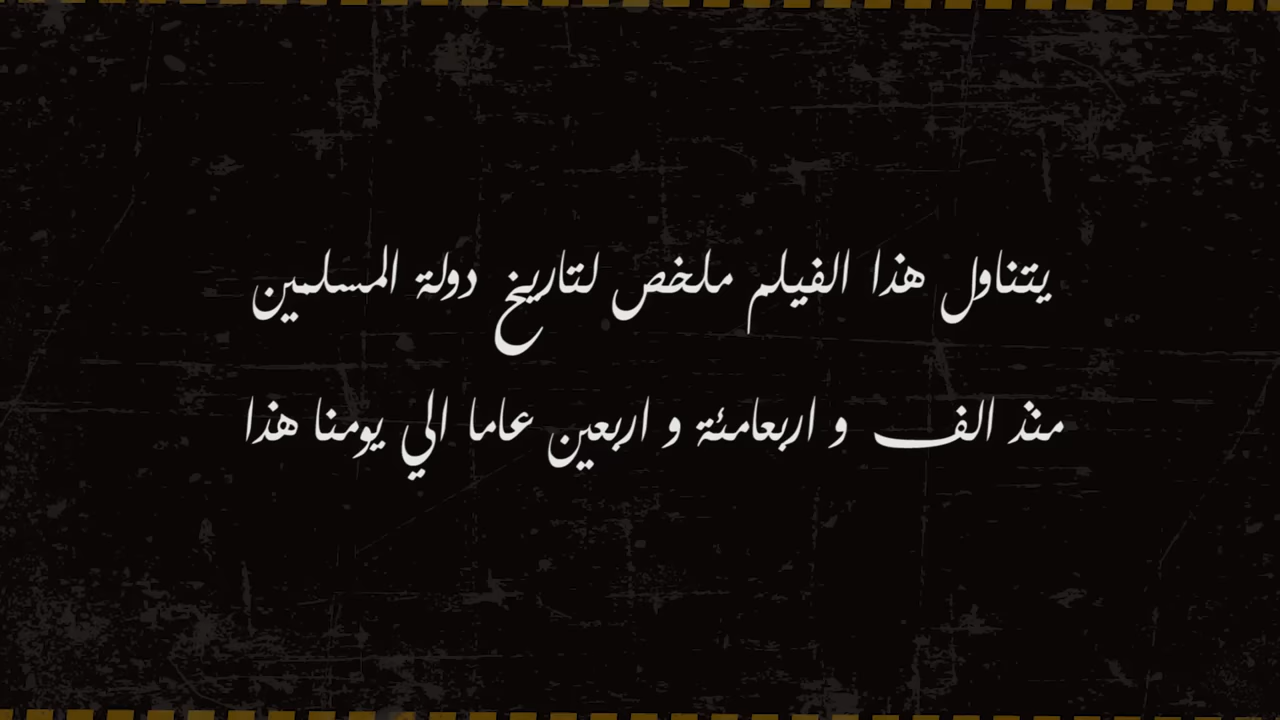 يتناول هذا الفيلم ملخص لتاريخ دولة المسلمين
منذ الف و اربعامئة و اربعين عاما الي يومنا هذا